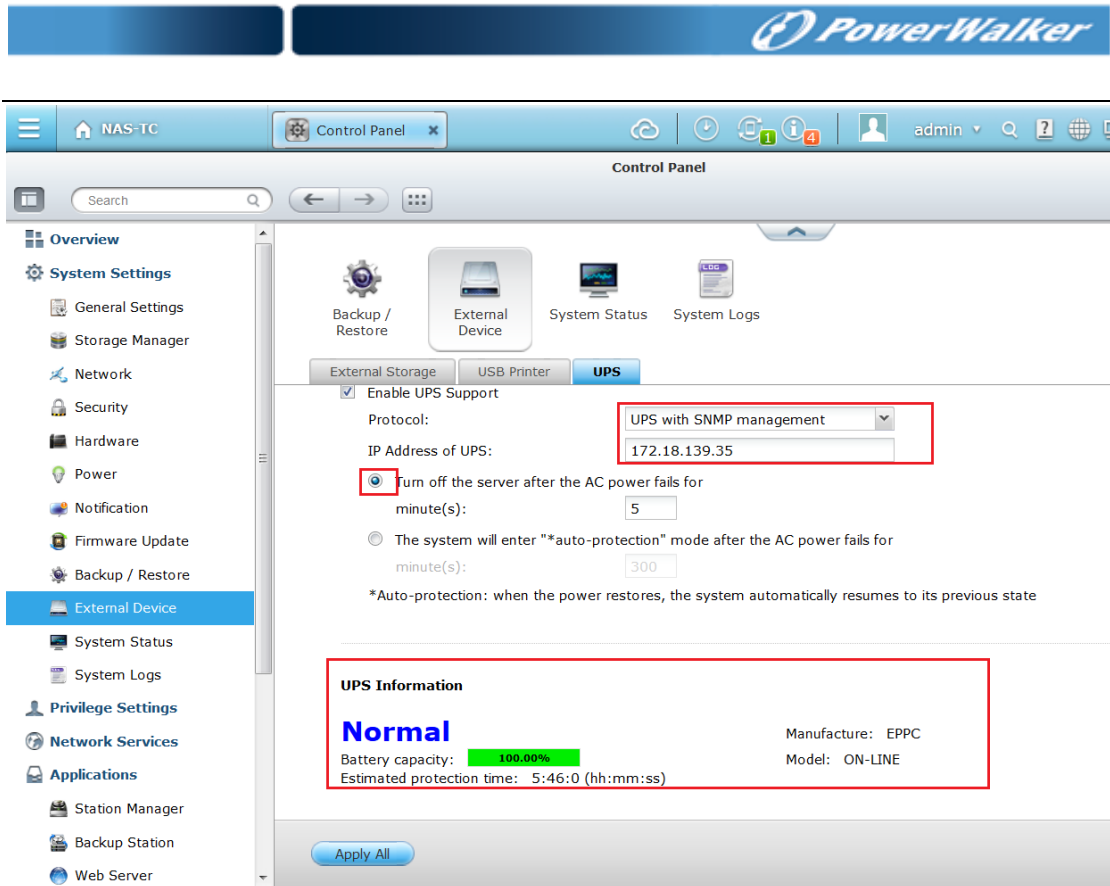 PowerWalker
NAS-TC
Control Panel
1
4
admin
?
Control Panel
Search
Overview
System Settings
General Settings
Storage Manager
Network
Security
Hardware
Power
Notification
Firmware Update
Backup / Restore
External Device
System Status
System Logs
Privilege Settings
Network Services
Applications
Station Manager
Backup Station
Web Server
Backup /
Restore
External
Device
System Status
LOG
System Logs
External Storage
USB Printer
UPS
Enable UPS Support
Protocol: UPS with SNMP management
IP Address of UPS: 172.18.139.35
Turn off the server after the AC power fails for
minute(s): 5
The system will enter "*auto-protection" mode after the AC power fails for
minute(s): 300
*Auto-protection: when the power restores, the system automatically resumes to its previous state
UPS Information
Normal
Manufacture: EPPC
Battery capacity: 100.00%
Model: ON-LINE
Estimated protection time: 5:46:0 (hh:mm:ss)
Apply All